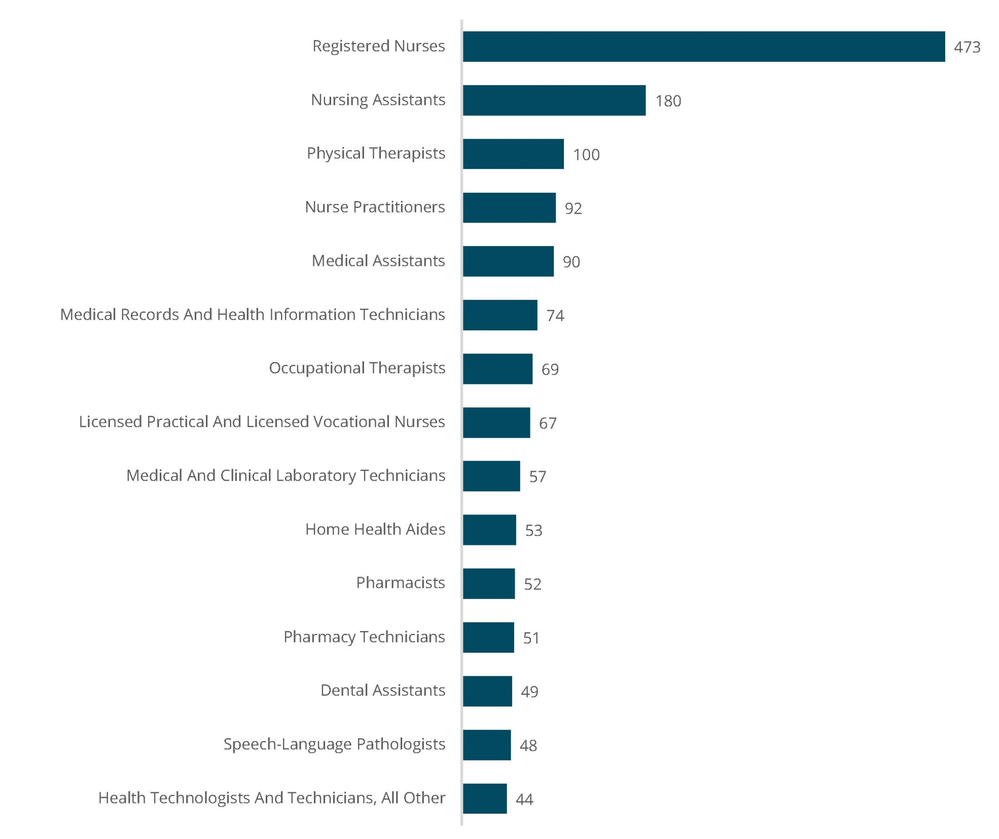 Registered Nurses 473
Nursing Assistants 180
Physical Therapists 100
Nurse Practitioners 92
Medical Assistants 90
Medical Records And Health Information Technicians 74
Occupational Therapists 69
Licensed Practical And Licensed Vocational Nurses 67
Medical And Clinical Laboratory Technicians 57
Home Health Aides 53
Pharmacists 52
Pharmacy Technicians 51
Dental Assistants 49
Speech-Language Pathologists 48
Health Technologists And Technicians, All Other 44